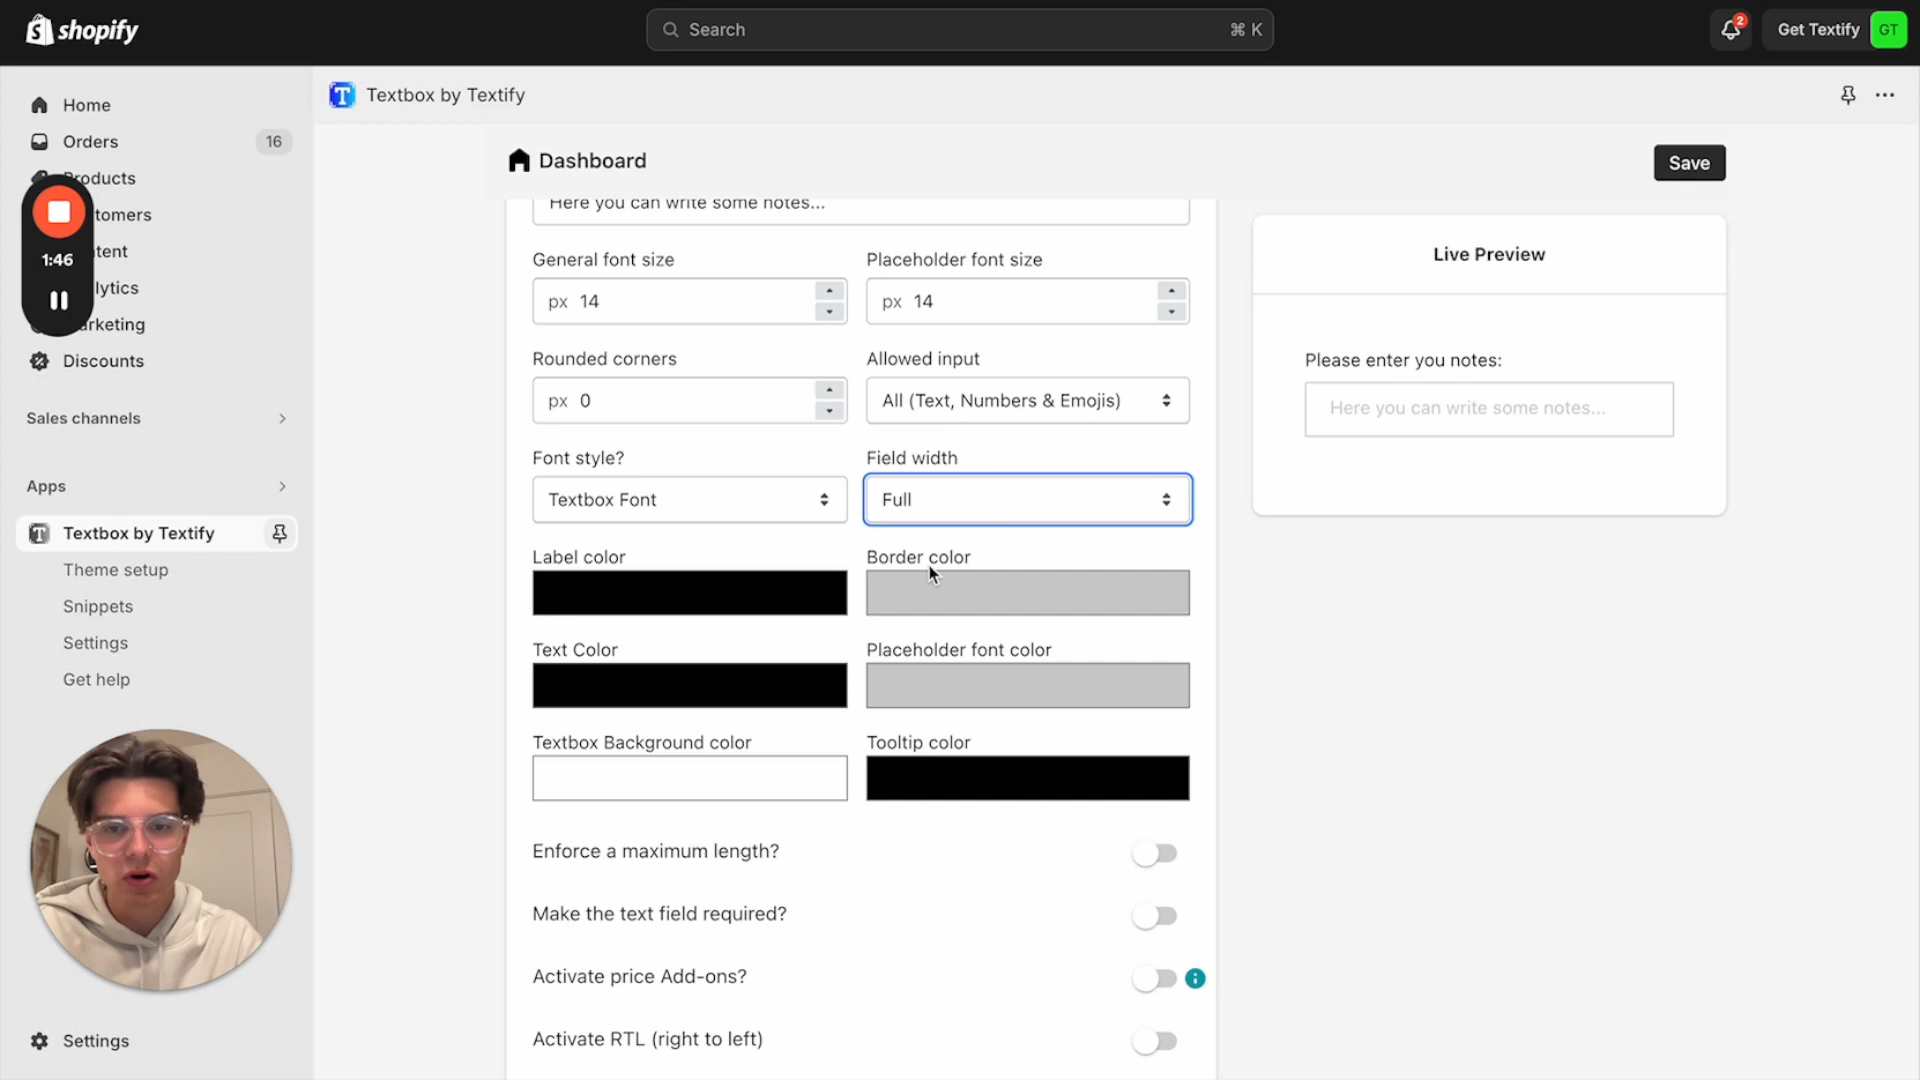 shopify
Search
⌘ K
2
Get Textify
GT
Home
Orders
16
Products
tomers
tent
lytics
arketing
Discounts
Sales channels
Apps
Textbox by Textify
Theme setup
Snippets
Settings
Get help
Settings
1:46
Textbox by Textify
Dashboard
Save
Here you can write some notes...
General font size
Placeholder font size
px 14
px 14
Rounded corners
Allowed input
px 0
All (Text, Numbers & Emojis)
Font style?
Field width
Textbox Font
Full
Label color
Border color
Text Color
Placeholder font color
Textbox Background color
Tooltip color
Enforce a maximum length?
Make the text field required?
Activate price Add-ons?
Activate RTL (right to left)
Live Preview
Please enter you notes:
Here you can write some notes...